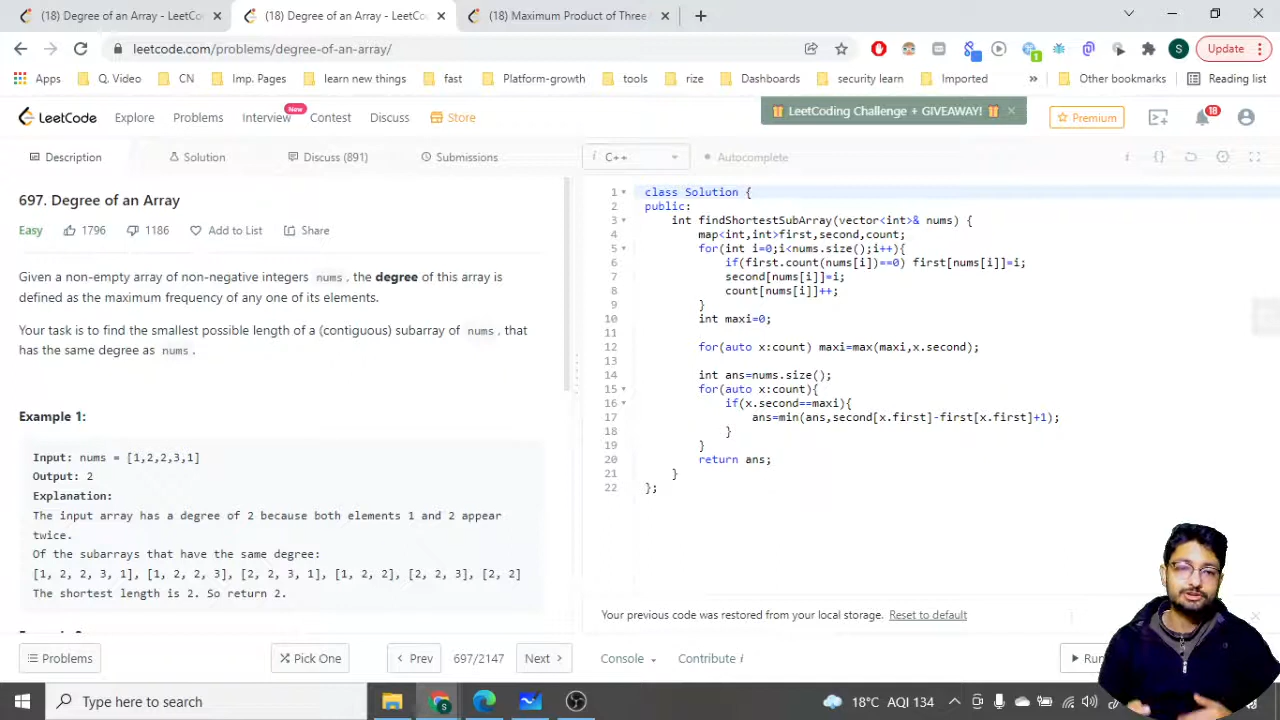 (18) Degree of an Array - LeetCo
(18) Degree of an Array - LeetCo
(18) Maximum Product of Three
leetcode.com/problems/degree-of-an-array/
Update
Apps
Q. Video
CN
Imp. Pages
learn new things
fast
Platform-growth
tools
rize
Dashboards
security learn
Imported
»
Other bookmarks
Reading list
LeetCode
Explore
Problems
Interview
New
Contest
Discuss
Store
LeetCoding Challenge + GIVEAWAY!
Premium
18
Description
Solution
Discuss (891)
Submissions
i C++
Autocomplete
697. Degree of an Array
Easy
1796
1186
Add to List
Share
Given a non-empty array of non-negative integers nums, the degree of this array is
defined as the maximum frequency of any one of its elements.
Your task is to find the smallest possible length of a (contiguous) subarray of nums, that
has the same degree as nums.
Example 1:
Input: nums = [1,2,2,3,1]
Output: 2
Explanation:
The input array has a degree of 2 because both elements 1 and 2 appear
twice.
Of the subarrays that have the same degree:
[1, 2, 2, 3, 1], [1, 2, 2, 3], [2, 2, 3, 1], [1, 2, 2], [2, 2, 3], [2, 2]
The shortest length is 2. So return 2.
1 class Solution {
2 public:
3 int findShortestSubArray(vector<int>& nums) {
4 map<int,int>first,second,count;
5 for(int i=0;i<nums.size();i++){
6 if(first.count(nums[i])==0) first[nums[i]]=i;
7 second[nums[i]]=i;
8 count[nums[i]]++;
9 }
10 int maxi=0;
11
12 for(auto x:count) maxi=max(maxi,x.second);
13
14 int ans=nums.size();
15 for(auto x:count){
16 if(x.second==maxi){
17 ans=min(ans,second[x.first]-first[x.first]+1);
18 }
19 }
20 return ans;
21 }
22 };
Your previous code was restored from your local storage. Reset to default
Problems
Pick One
Prev
697/2147
Next
Console
Contribute i
Run
Type here to search
18°C AQI 134